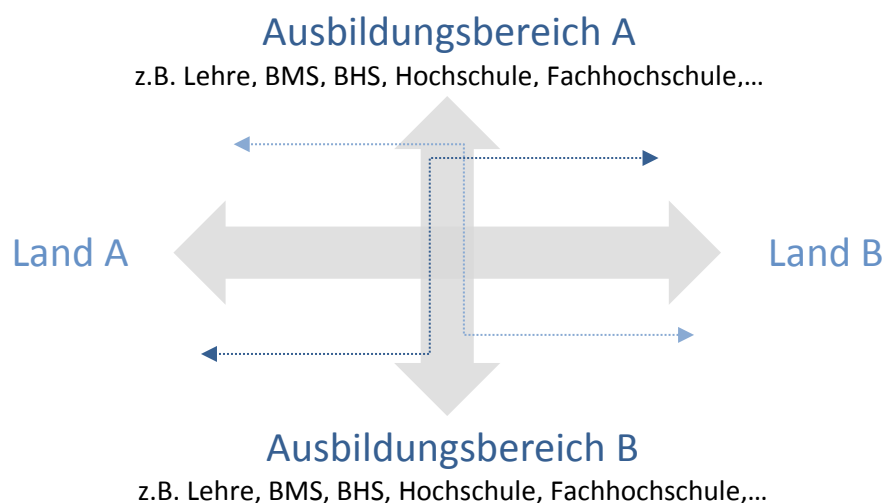 Ausbildungsbereich A
z.B. Lehre, BMS, BHS, Hochschule, Fachhochschule,…
Land A
Land B
Ausbildungsbereich B
z.B. Lehre, BMS, BHS, Hochschule, Fachhochschule,…